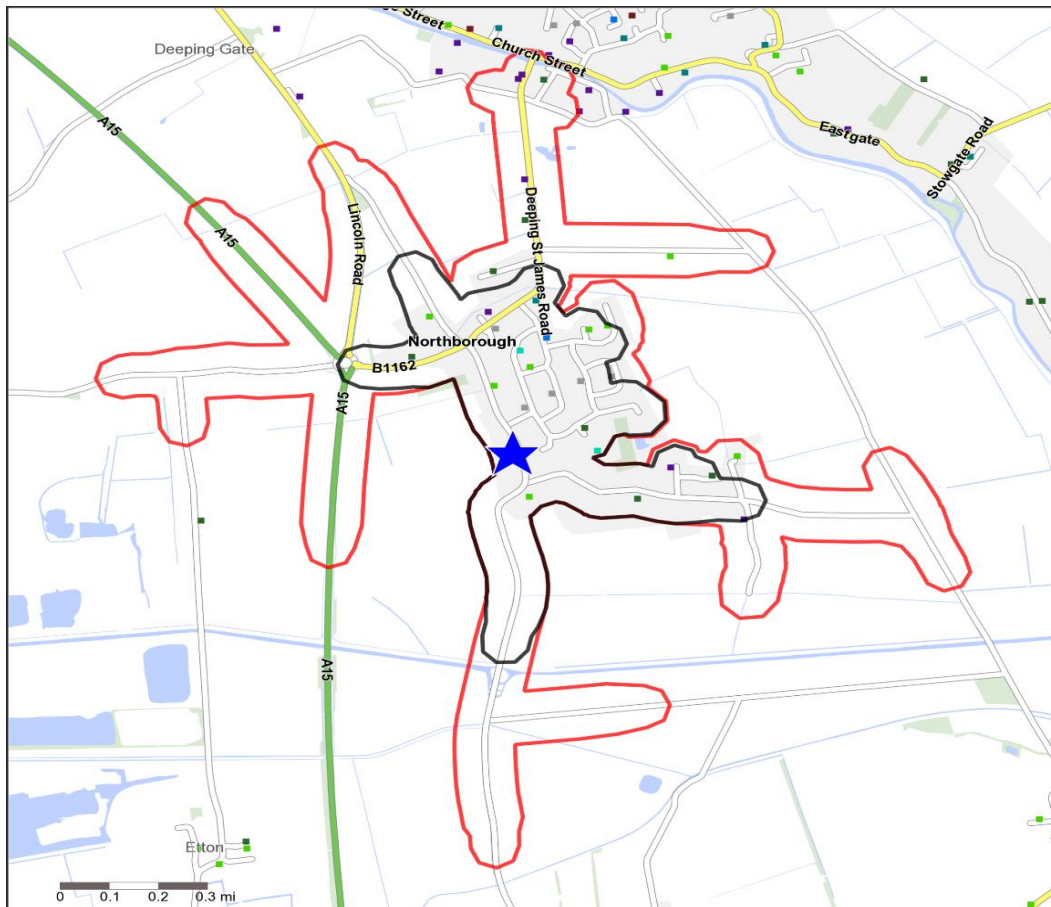 ge Street
Church Street
Deeping Gate
A15
Eastgate
Stowgate Road
A15
Lincoln Road
Deeping St James Road
Northborough
B1162
A15
A15
Etton
0 0.1 0.2 0.3 mi